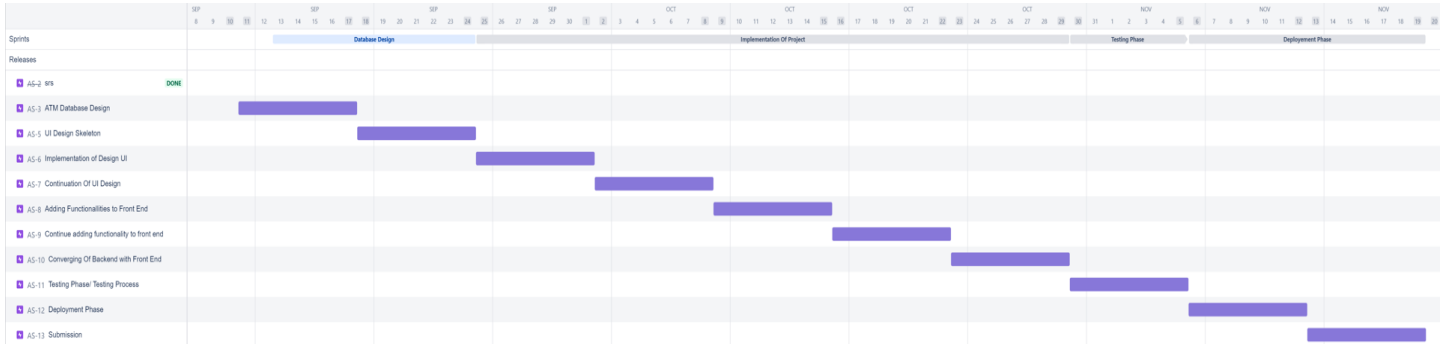 SEP SEP SEP OCT OCT OCT NOV NOV NOV
8 9 10 11 12 13 14 15 16 17 18 19 20 21 22 23 24 25 26 27 28 29 30 1 2 3 4 5 6 7 8 9 10 11 12 13 14 15 16 17 18 19 20 21 22 23 24 25 26 27 28 29 30 31 1 2 3 4 5 6 7 8 9 10 11 12 13 14 15 16 17 18 19 20
Sprints Database Design Implementation Of Project Testing Phase Deployement Phase
Releases
AS-2 srs DONE
AS-3 ATM Database Design
AS-5 UI Design Skeleton
AS-6 Implementation of Design UI
AS-7 Continuation Of UI Design
AS-8 Adding Functionallities to Front End
AS-9 Continue adding functionality to front end
AS-10 Converging Of Backend with Front End
AS-11 Testing Phase/ Testing Process
AS-12 Deployment Phase
AS-13 Submission